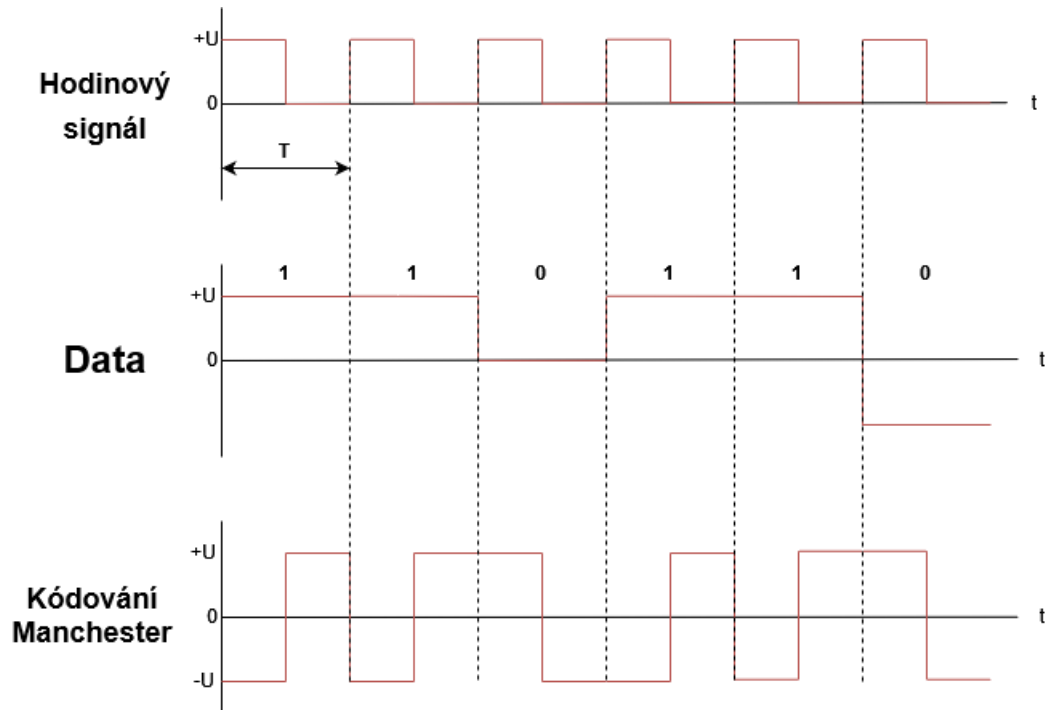 +U
Hodinový
signál
0
t
T
1 1 0 1 1 0
+U
Data
0
t
+U
Kódování
Manchester
0
t
-U